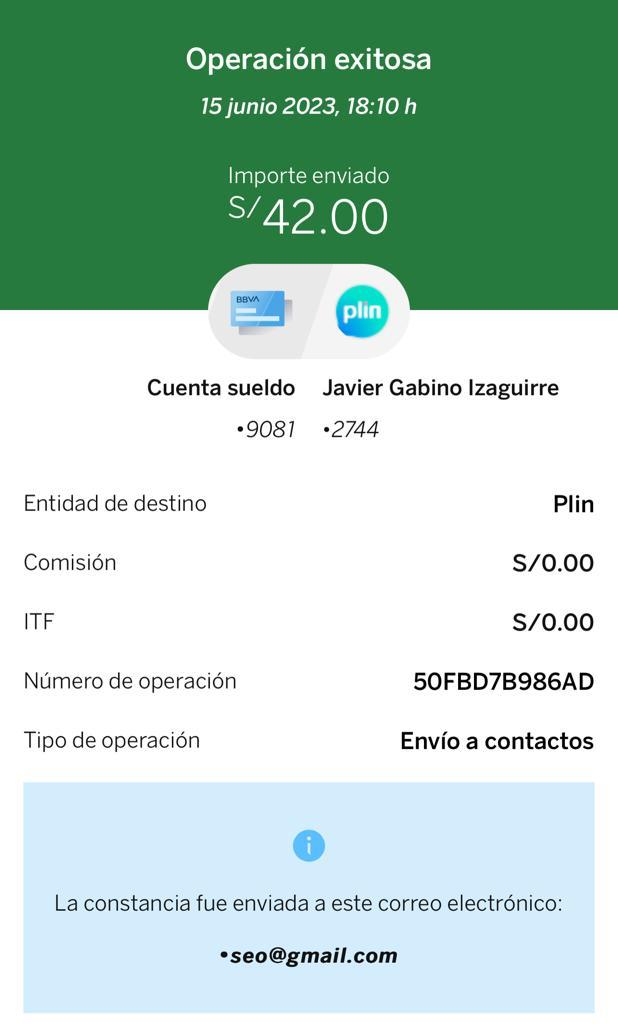 Operación exitosa
15 junio 2023, 18:10 h
Importe enviado
S/42.00
BBVA
plin
Cuenta sueldo
•9081
Javier Gabino Izaguirre
•2744
Entidad de destino Plin
Comisión S/0.00
ITF S/0.00
Número de operación 50FBD7B986AD
Tipo de operación Envío a contactos
i
La constancia fue enviada a este correo electrónico:
•seo@gmail.com